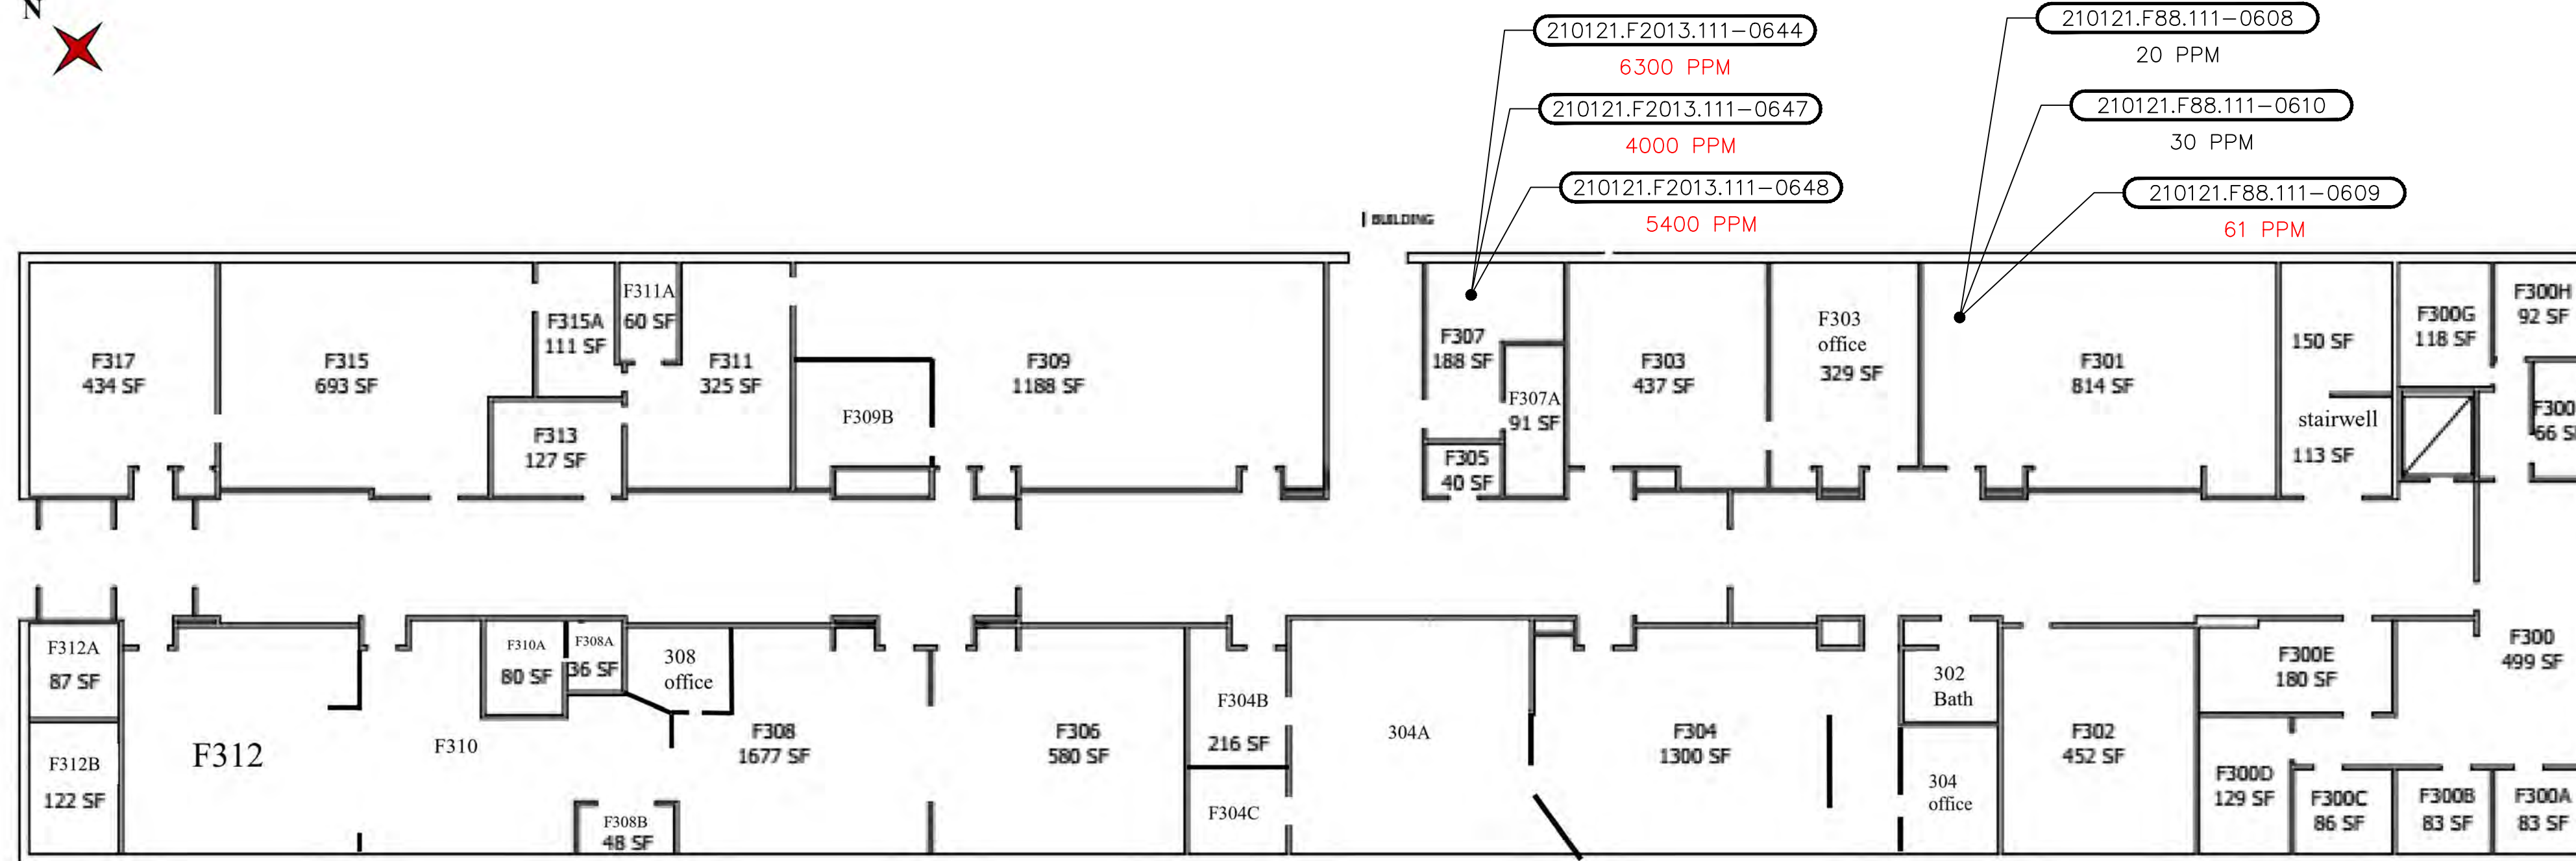 N
210121.F2013.111-0644
6300 PPM
210121.F2013.111-0647
4000 PPM
210121.F2013.111-0648
5400 PPM
210121.F88.111-0608
20 PPM
210121.F88.111-0610
30 PPM
210121.F88.111-0609
61 PPM
BUILDING
F317
434 SF
F315
693 SF
F315A
111 SF
F311A
60 SF
F313
127 SF
F311
325 SF
F309B
F309
1188 SF
F307
188 SF
F307A
91 SF
F305
40 SF
F303
437 SF
F303
office
329 SF
F301
814 SF
150 SF
stairwell
113 SF
F300G
118 SF
F300H
92 SF
F300
66 S
F312A
87 SF
F312B
122 SF
F312
F310
F310A
80 SF
F308A
36 SF
308
office
F308
1677 SF
F308B
48 SF
F306
580 SF
F304B
216 SF
F304C
304A
F304
1300 SF
302
Bath
304
office
F302
452 SF
F300E
180 SF
F300
499 SF
F300D
129 SF
F300C
86 SF
F300B
83 SF
F300A
83 SF